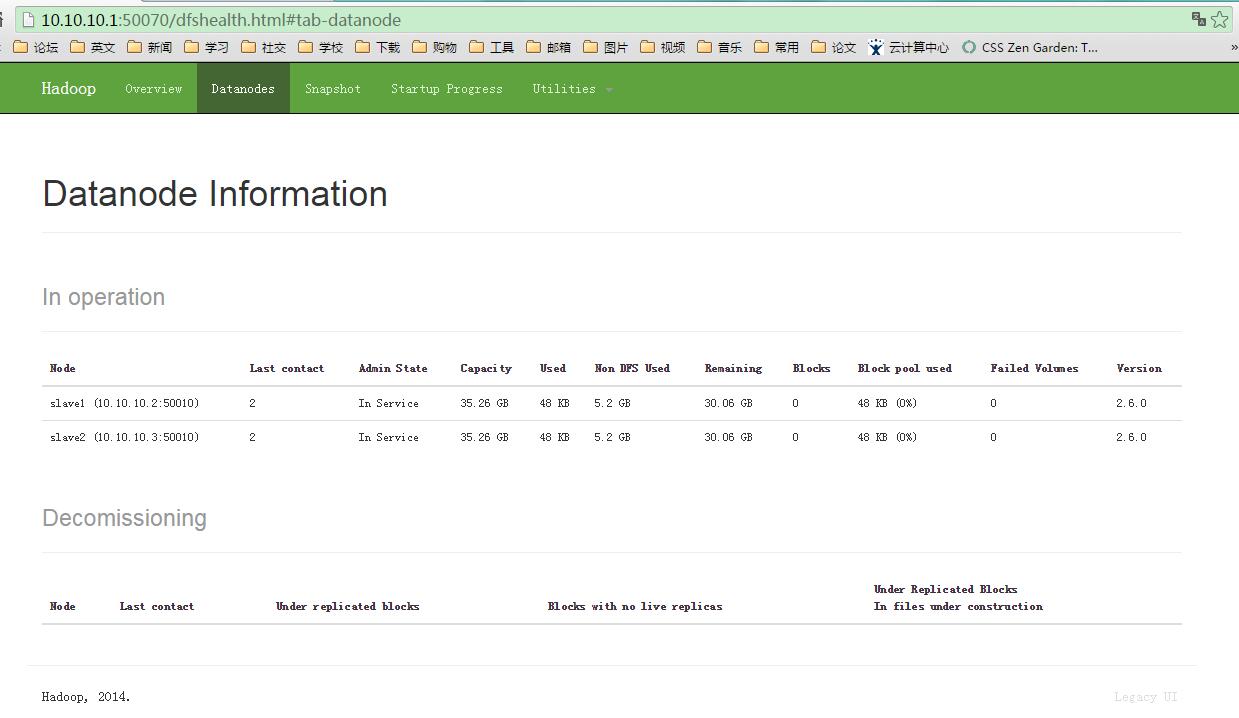 10.10.10.1:50070/dfshealth.html#tab-datanode
论坛 英文 新闻 学习 社交 学校 下载 购物 工具 邮箱 图片 视频 音乐 常用 论文 云计算中心 CSS Zen Garden: T... »
Hadoop Overview Datanodes Snapshot Startup Progress Utilities
Datanode Information
In operation
Node Last contact Admin State Capacity Used Non DFS Used Remaining Blocks Block pool used Failed Volumes Version
slave1 (10.10.10.2:50010) 2 In Service 35.26 GB 48 KB 5.2 GB 30.06 GB 0 48 KB (0%) 0 2.6.0
slave2 (10.10.10.3:50010) 2 In Service 35.26 GB 48 KB 5.2 GB 30.06 GB 0 48 KB (0%) 0 2.6.0
Decomissioning
Node Last contact Under replicated blocks Blocks with no live replicas Under Replicated Blocks
In files under construction
Hadoop, 2014. Legacy UI